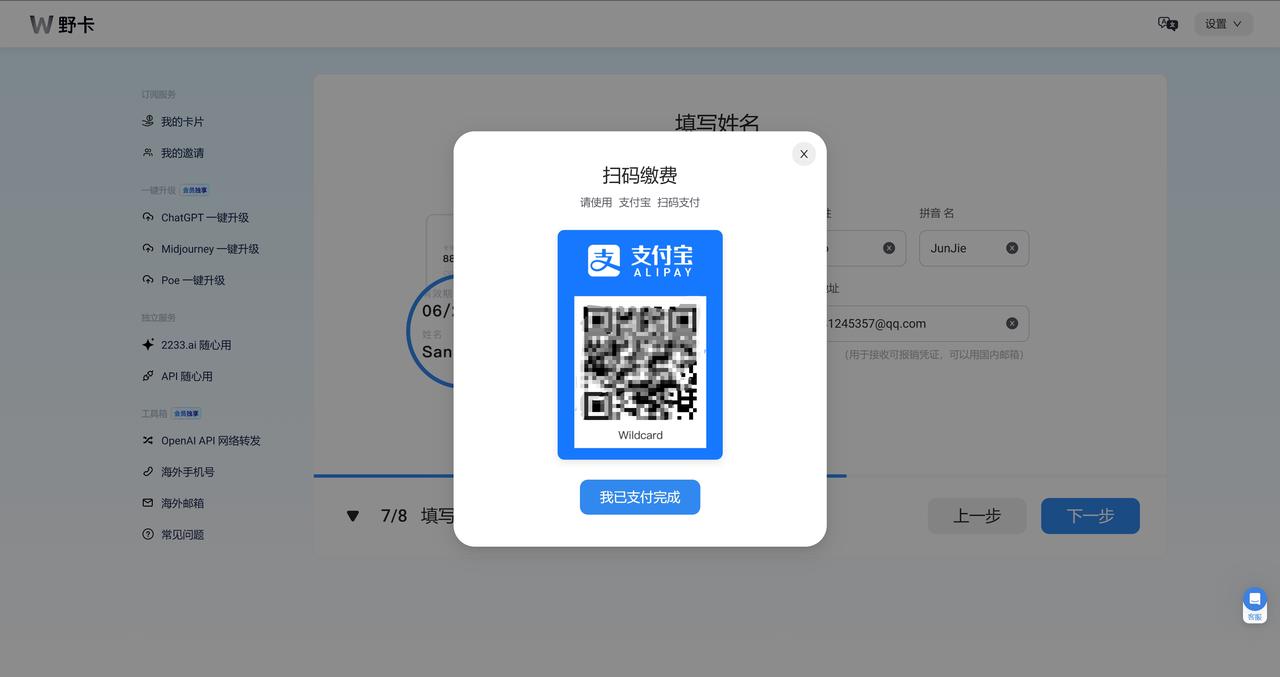 W 野卡
设置
订阅服务
我的卡片
我的邀请
一键升级 会员独享
ChatGPT 一键升级
Midjourney 一键升级
Poe 一键升级
独立服务
2233.ai 随心用
API 随心用
工具箱 会员独享
OpenAI API 网络转发
海外手机号
海外邮箱
常见问题
填写姓名
拼音 名
JunJie
88
有效期
06/
姓名
San
址
1245357@qq.com
(用于接收可报销凭证，可以用国内邮箱)
7/8 填写
上一步
下一步
扫码缴费
请使用 支付宝 扫码支付
支 支付宝
ALIPAY
Wildcard
我已支付完成
X
客服